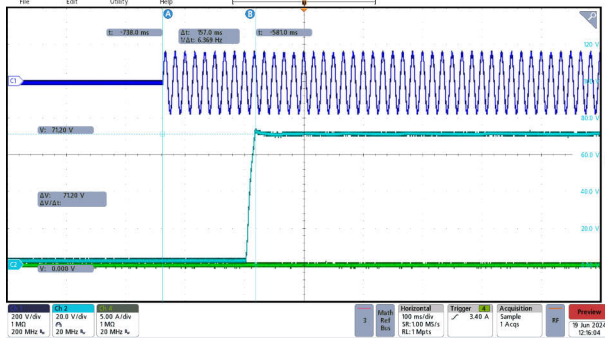 File Edit Utility Help
A B
t: -738.0 ms Δt: 157.0 ms t: -581.0 ms
1/Δt: 6.369 Hz
120 V
C1
V: 71.20 V
80.0 V
60.0 V
ΔV: 71.20 V
ΔV/Δt:
40.0 V
20.0 V
C2
V: 0.000 V
Ch 2
200 V/div 20.0 V/div 5.00 A/div
1 MΩ 1 MΩ
200 MHz 20 MHz 20 MHz
3
Math
Ref
Bus
Horizontal
100 ms/div
SR: 1.00 MS/s
RL: 1 Mpts
Trigger 4
3.40 A
Acquisition
Sample
1 Acqs
RF
Preview
19 Jun 2024
12:16:04